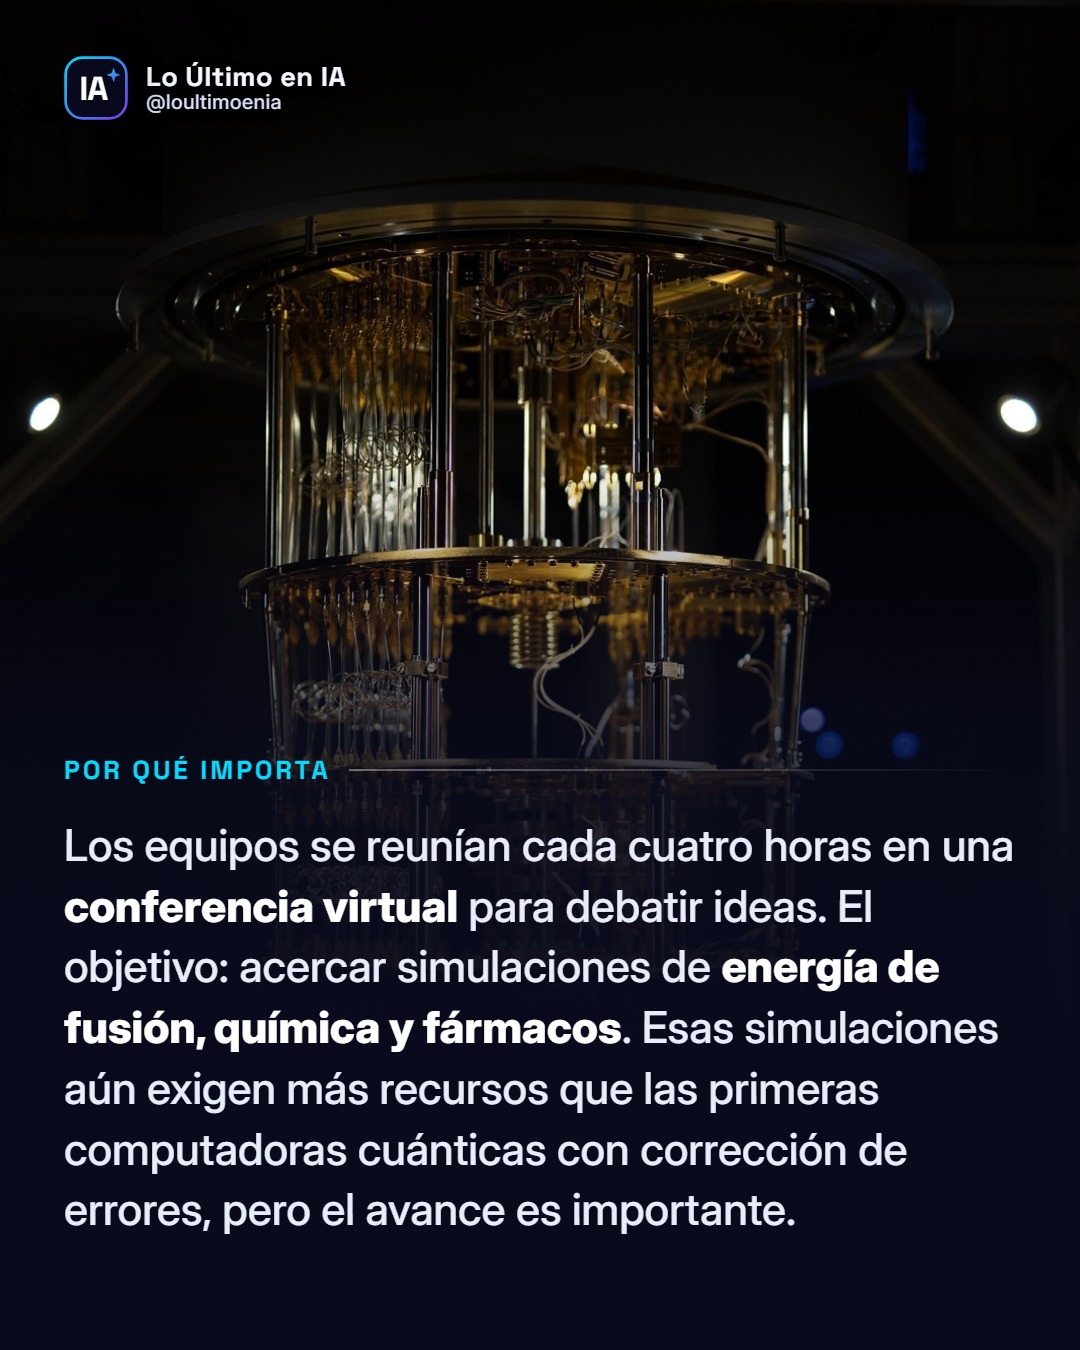 IA
Lo Último en IA
@loultimoenia
POR QUÉ IMPORTA
Los equipos se reunían cada cuatro horas en una
conferencia virtual para debatir ideas. El
objetivo: acercar simulaciones de energía de
fusión, química y fármacos. Esas simulaciones
aún exigen más recursos que las primeras
computadoras cuánticas con corrección de
errores, pero el avance es importante.